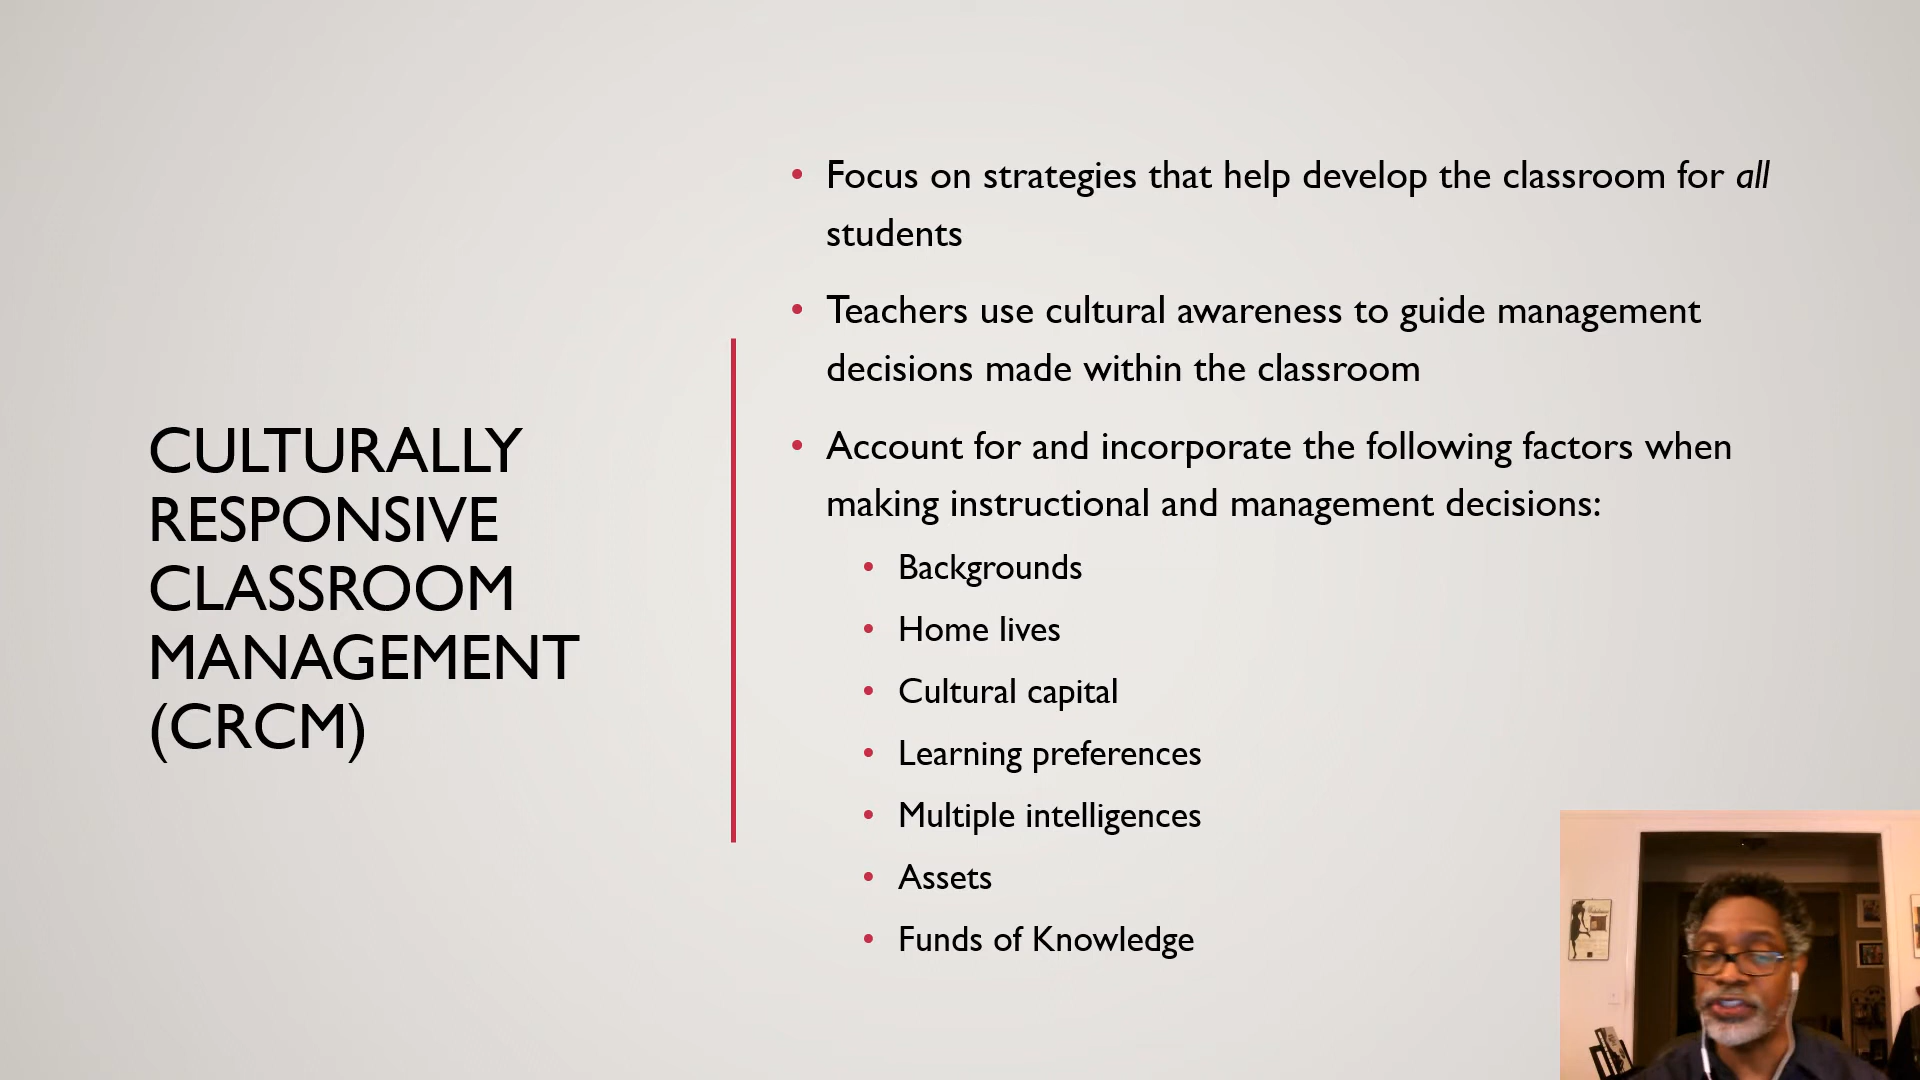 CULTURALLY
RESPONSIVE
CLASSROOM
MANAGEMENT
(CRCM)
• Focus on strategies that help develop the classroom for all
students
• Teachers use cultural awareness to guide management
decisions made within the classroom
• Account for and incorporate the following factors when
making instructional and management decisions:
• Backgrounds
• Home lives
• Cultural capital
• Learning preferences
• Multiple intelligences
• Assets
• Funds of Knowledge